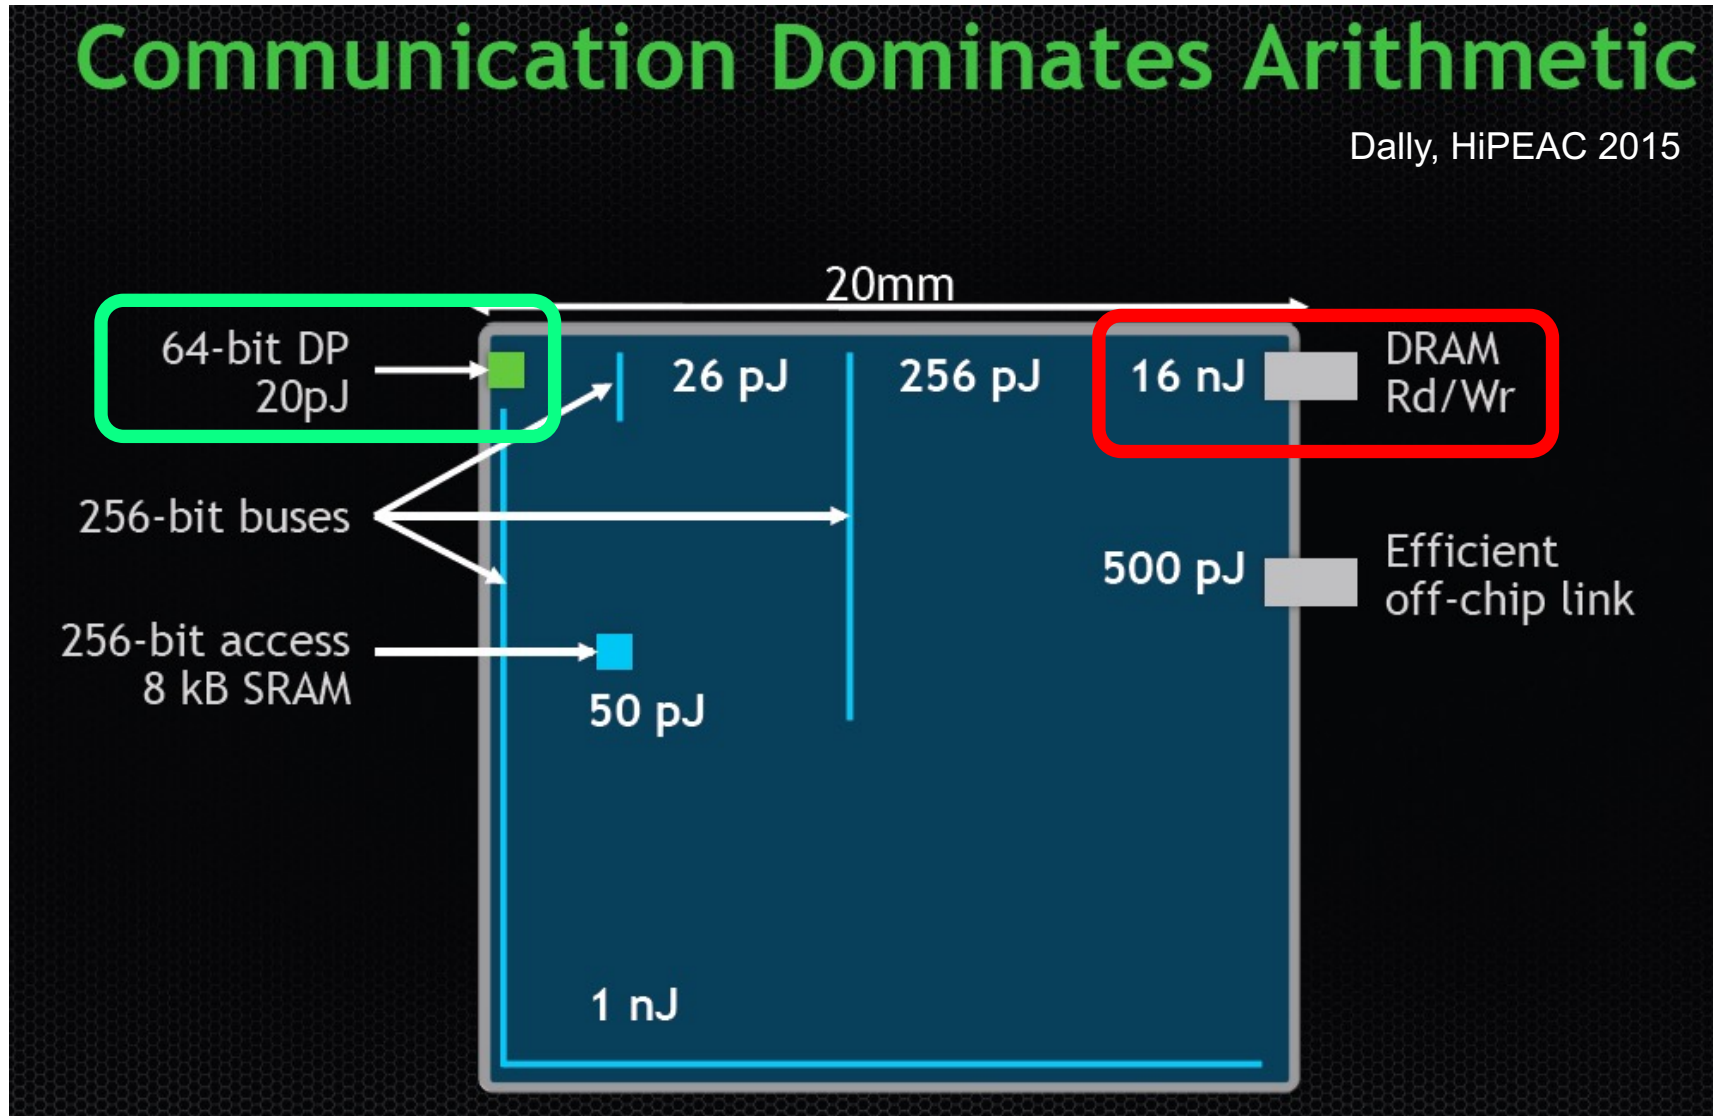 Communication Dominates Arithmetic
Dally, HiPEAC 2015
20mm
64-bit DP
20pJ
26 pJ
256 pJ
16 nJ
DRAM
Rd/Wr
256-bit buses
500 pJ
Efficient
off-chip link
256-bit access
8 kB SRAM
50 pJ
1 nJ